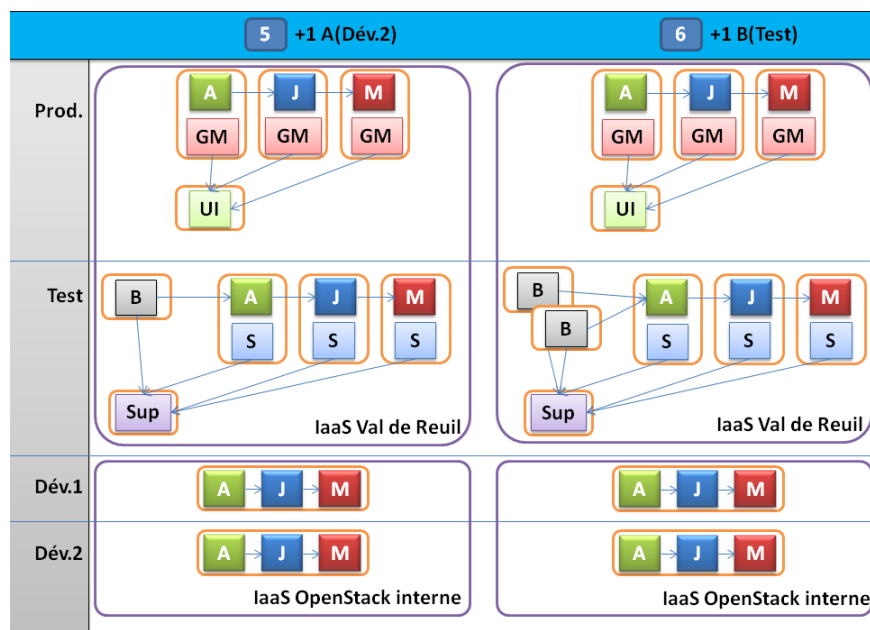 5 +1 A(Dév.2)
6 +1 B(Test)
Prod.
A J M
GM GM GM
UI
A J M
GM GM GM
UI
Test
B A J M
S S S
Sup
IaaS Val de Reuil
B
B
A J M
S S S
Sup
IaaS Val de Reuil
Dév.1
A J M
A J M
Dév.2
A J M
A J M
IaaS OpenStack interne
IaaS OpenStack interne